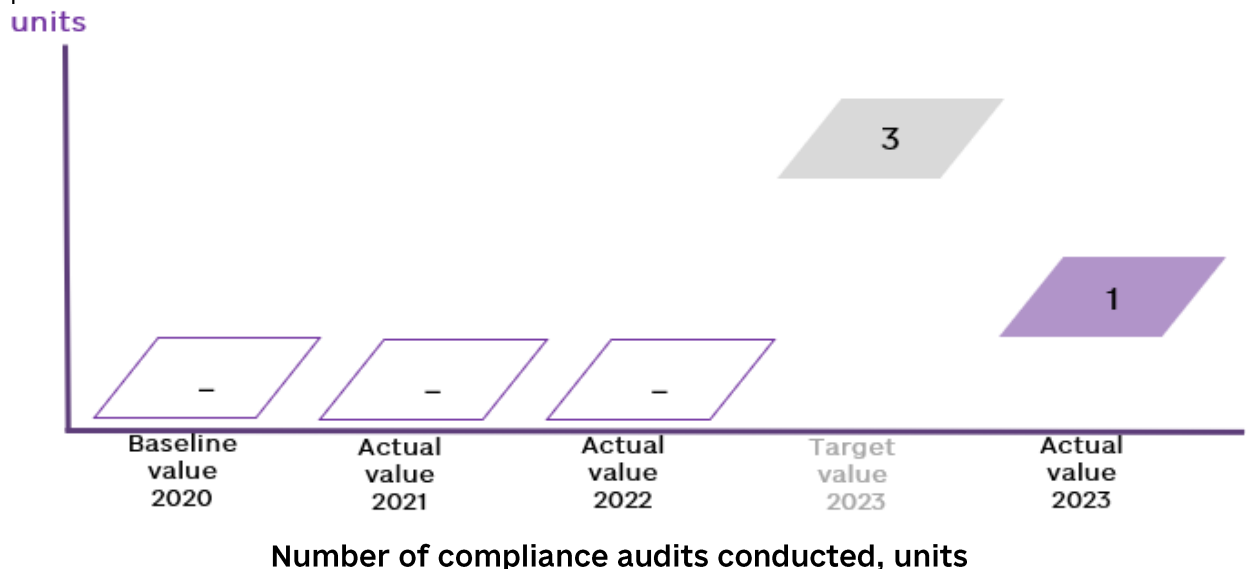 units
3
1
–
–
–
Baseline
value
2020
Actual
value
2021
Actual
value
2022
Target
value
2023
Actual
value
2023
Number of compliance audits conducted, units